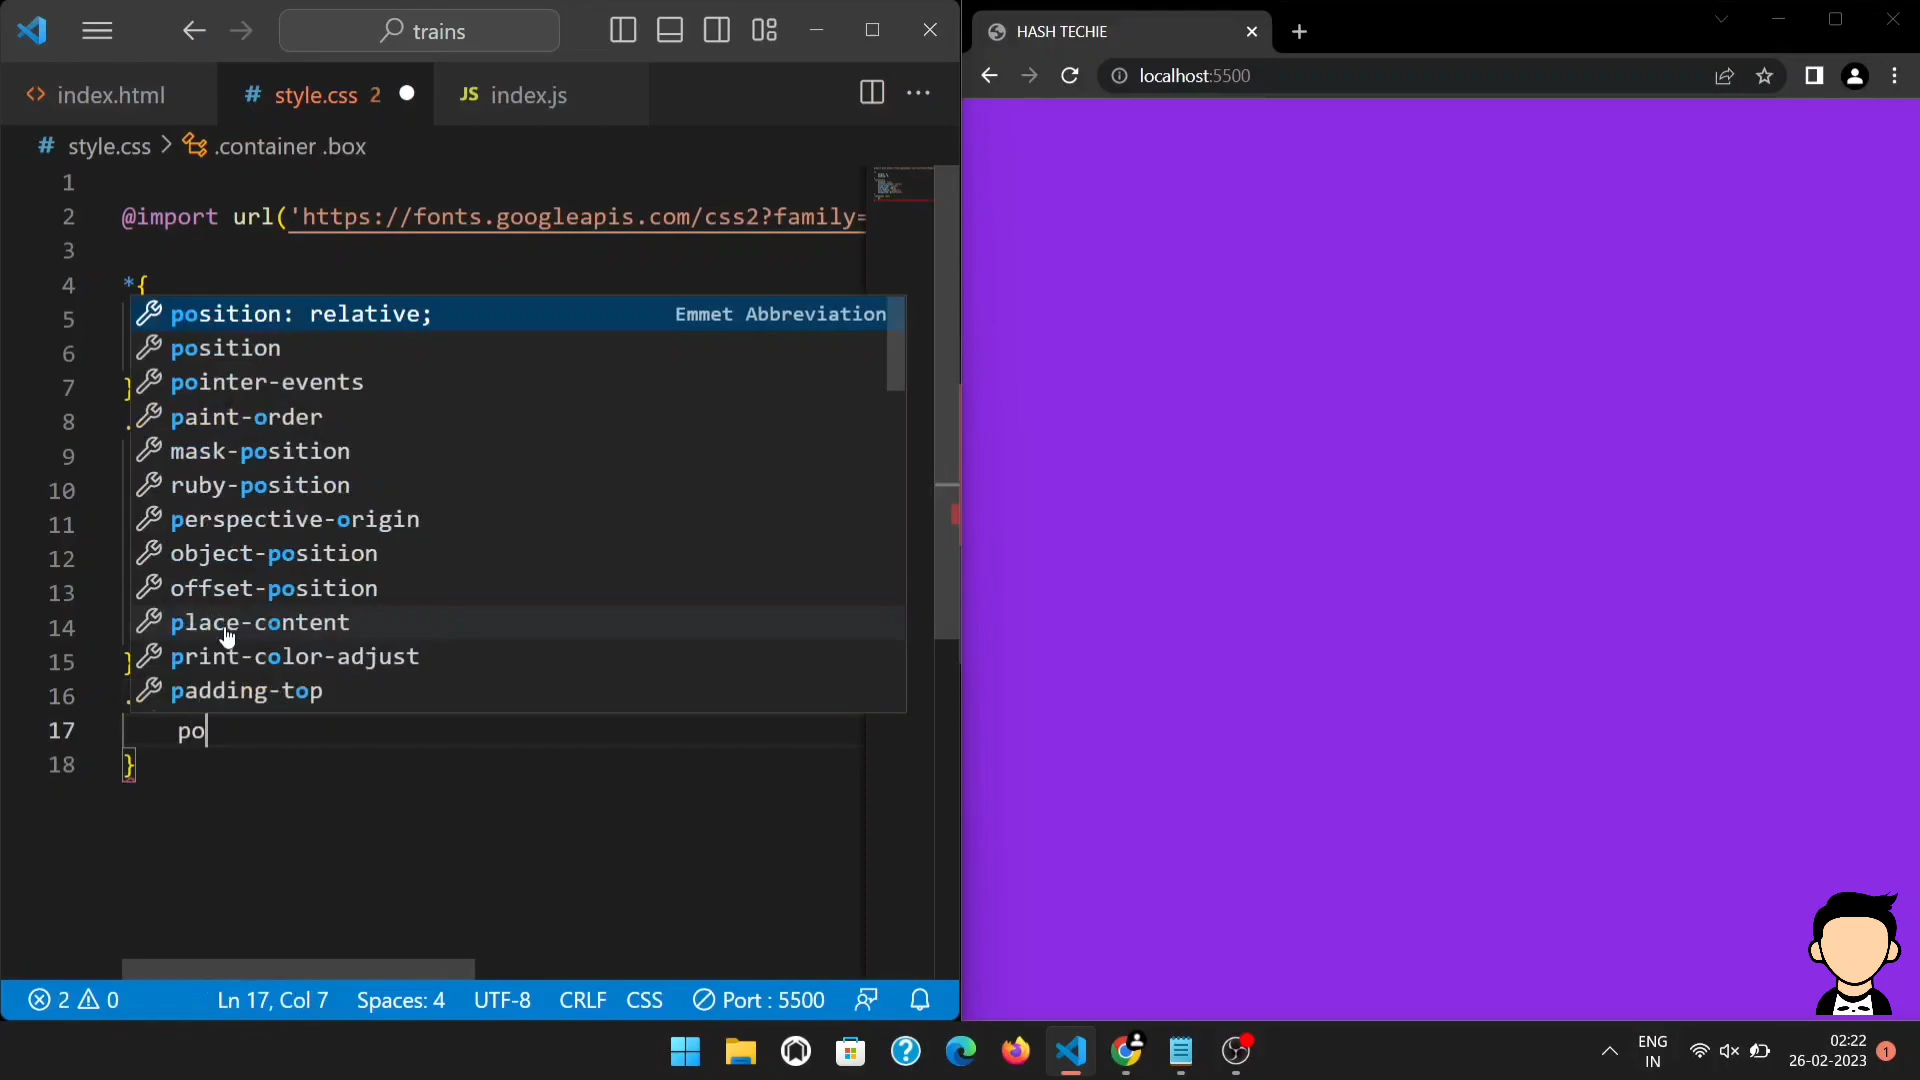 trains
index.html
# style.css 2
JS index.js
# style.css > .container .box
1
2 @import url('https://fonts.googleapis.com/css2?family=
3
4 *{
5
6
7 }
8 .
9
10
11
12
13
14
15 }
16 .
position: relative; Emmet Abbreviation
position
pointer-events
paint-order
mask-position
ruby-position
perspective-origin
object-position
offset-position
place-content
print-color-adjust
padding-top
17 po
18 }
2 0 Ln 17, Col 7 Spaces: 4 UTF-8 CRLF CSS Port : 5500
HASH TECHIE
localhost:5500
ENG
IN
02:22
26-02-2023
1